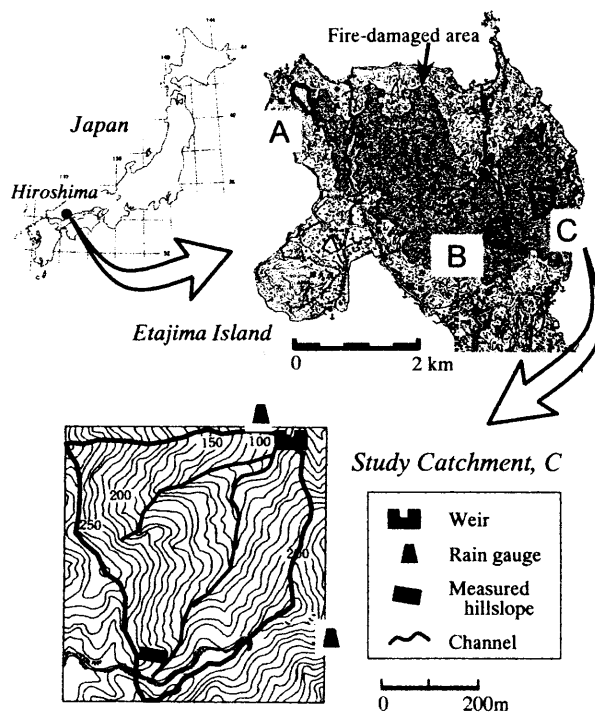 Fire-damaged area
Japan
Hiroshima
A
B
C
Etajima Island
0 2 km
150 100
200
250
200
Study Catchment, C
Weir
Rain gauge
Measured
hillslope
Channel
0 200m